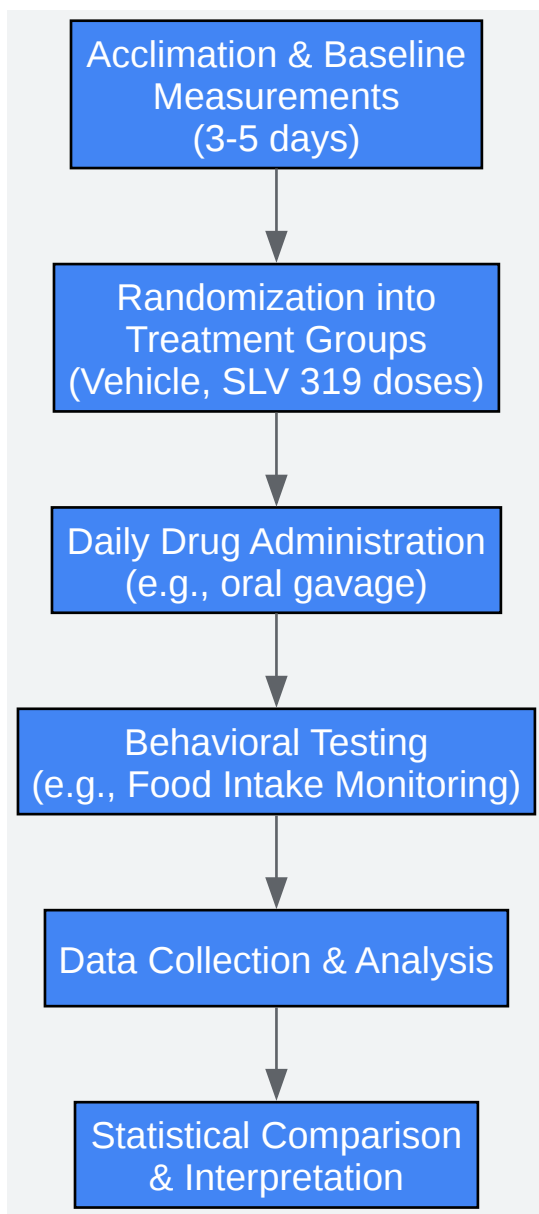 Acclimation & Baseline
Measurements
(3-5 days)
Randomization into
Treatment Groups
(Vehicle, SLV 319 doses)
Daily Drug Administration
(e.g., oral gavage)
Behavioral Testing
(e.g., Food Intake Monitoring)
Data Collection & Analysis
Statistical Comparison
& Interpretation